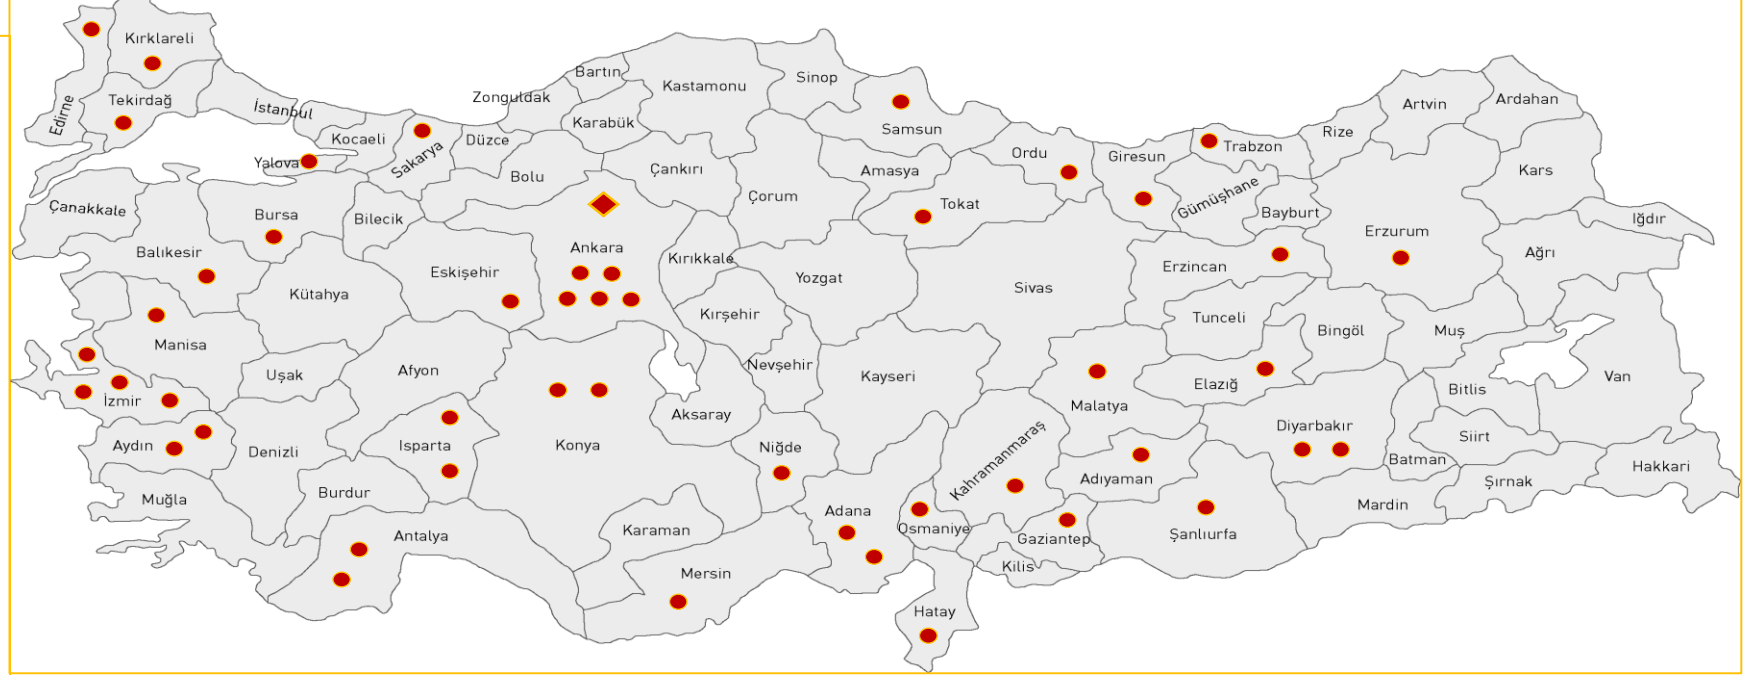 Kırklareli
Tekirdağ
Edirne
İstanbul
Kocaeli
Yalova
Sakarya
Düzce
Zonguldak
Bartın
Karabük
Kastamonu
Sinop
Samsun
Bolu
Çankırı
Çorum
Amasya
Tokat
Ordu
Giresun
Trabzon
Gümüşhane
Bayburt
Rize
Artvin
Ardahan
Kars
Iğdır
Ağrı
Erzurum
Erzincan
Çanakkale
Balıkesir
Bursa
Bilecik
Eskişehir
Ankara
Kırıkkale
Kırşehir
Yozgat
Sivas
Tunceli
Bingöl
Muş
Kütahya
Manisa
Uşak
Afyon
İzmir
Aydın
Denizli
Muğla
Burdur
Isparta
Antalya
Konya
Aksaray
Nevşehir
Kayseri
Niğde
Karaman
Mersin
Adana
Osmaniye
Hatay
Kahramanmaraş
Gaziantep
Kilis
Malatya
Adıyaman
Elazığ
Diyarbakır
Şanlıurfa
Mardin
Batman
Bitlis
Siirt
Şırnak
Van
Hakkari